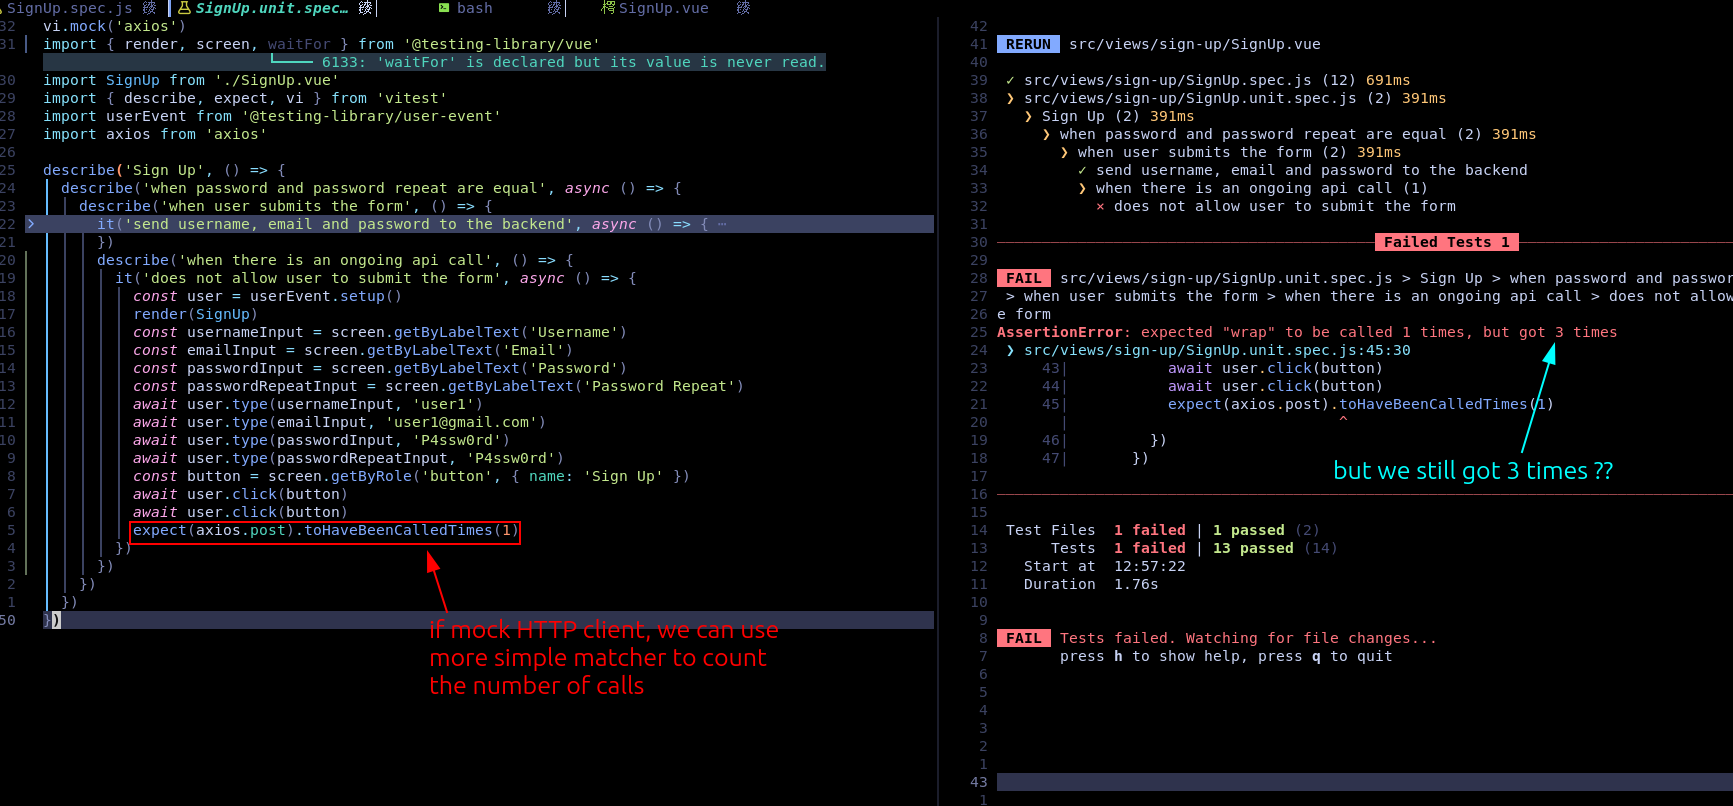 SignUp.spec.js SignUp.unit.spec… bash SignUp.vue
32 vi.mock('axios')
31 import { render, screen, waitFor } from '@testing-library/vue'
6133: 'waitFor' is declared but its value is never read.
30 import SignUp from './SignUp.vue'
29 import { describe, expect, vi } from 'vitest'
28 import userEvent from '@testing-library/user-event'
27 import axios from 'axios'
26
25 describe('Sign Up', () => {
24 describe('when password and password repeat are equal', async () => {
23 describe('when user submits the form', () => {
22 > it('send username, email and password to the backend', async () => { ⋯
21 })
20 describe('when there is an ongoing api call', () => {
19 it('does not allow user to submit the form', async () => {
18 const user = userEvent.setup()
17 render(SignUp)
16 const usernameInput = screen.getByLabelText('Username')
15 const emailInput = screen.getByLabelText('Email')
14 const passwordInput = screen.getByLabelText('Password')
13 const passwordRepeatInput = screen.getByLabelText('Password Repeat')
12 await user.type(usernameInput, 'user1')
11 await user.type(emailInput, 'user1@gmail.com')
10 await user.type(passwordInput, 'P4ssw0rd')
9 await user.type(passwordRepeatInput, 'P4ssw0rd')
8 const button = screen.getByRole('button', { name: 'Sign Up' })
7 await user.click(button)
6 await user.click(button)
5 expect(axios.post).toHaveBeenCalledTimes(1)
4 })
3 })
2 })
1 })
50 })
if mock HTTP client, we can use
more simple matcher to count
the number of calls
42
41 RERUN src/views/sign-up/SignUp.vue
40
39 ✓ src/views/sign-up/SignUp.spec.js (12) 691ms
38 ❯ src/views/sign-up/SignUp.unit.spec.js (2) 391ms
37 ❯ Sign Up (2) 391ms
36 ❯ when password and password repeat are equal (2) 391ms
35 ❯ when user submits the form (2) 391ms
34 ✓ send username, email and password to the backend
33 ❯ when there is an ongoing api call (1)
32 × does not allow user to submit the form
31
30 Failed Tests 1
29
28 FAIL src/views/sign-up/SignUp.unit.spec.js > Sign Up > when password and passwor
27 > when user submits the form > when there is an ongoing api call > does not allow
26 e form
25 AssertionError: expected "wrap" to be called 1 times, but got 3 times
24 ❯ src/views/sign-up/SignUp.unit.spec.js:45:30
23 43| await user.click(button)
22 44| await user.click(button)
21 45| expect(axios.post).toHaveBeenCalledTimes(1)
20 | ^
19 46| })
18 47| })
17
16
15
14 Test Files 1 failed | 1 passed (2)
13 Tests 1 failed | 13 passed (14)
12 Start at 12:57:22
11 Duration 1.76s
10
9
8 FAIL Tests failed. Watching for file changes...
7 press h to show help, press q to quit
6
5
4
3
2
1
43
1
but we still got 3 times ??